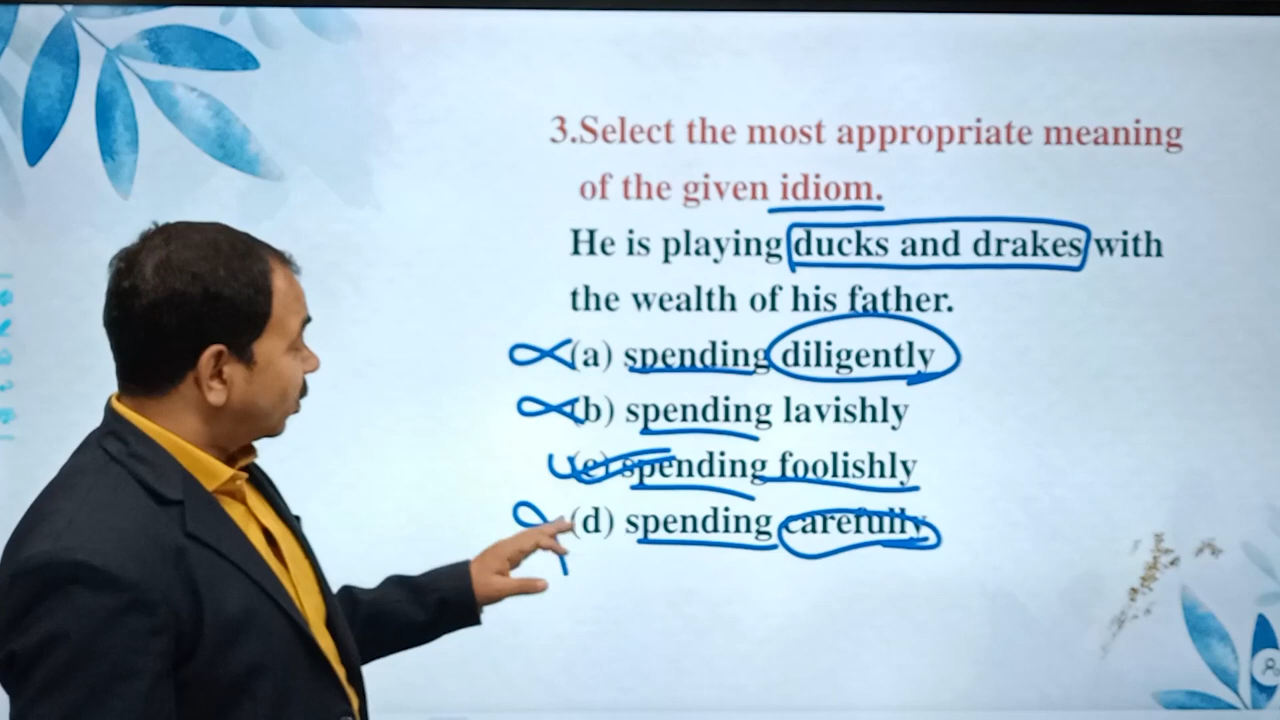 3.Select the most appropriate meaning
of the given idiom.
He is playing ducks and drakes with
the wealth of his father.
(a) spending diligently
(b) spending lavishly
(c) spending foolishly
(d) spending carefully